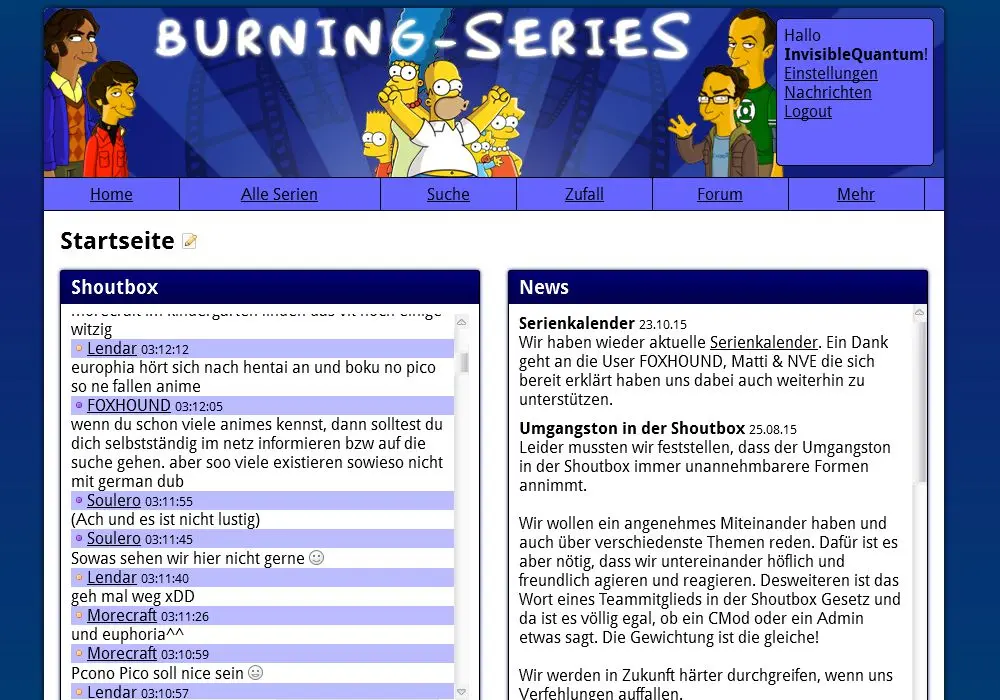 BURNING-SERIES
Hallo
InvisibleQuantum!
Einstellungen
Nachrichten
Logout
Home
Alle Serien
Suche
Zufall
Forum
Mehr
Startseite
Shoutbox
witzig
Lendar 03:12:12
europhia hört sich nach hentai an und boku no pico
so ne fallen anime
FOXHOUND 03:12:05
wenn du schon viele animes kennst, dann solltest du
dich selbstständig im netz informieren bzw auf die
suche gehen. aber soo viele existieren sowieso nicht
mit german dub
Soulero 03:11:55
(Ach und es ist nicht lustig)
Soulero 03:11:45
Sowas sehen wir hier nicht gerne
Lendar 03:11:40
geh mal weg xDD
Morecraft 03:11:26
und euphoria^^
Morecraft 03:10:59
Pcono Pico soll nice sein
Lendar 03:10:57
News
Serienkalender 23.10.15
Wir haben wieder aktuelle Serienkalender. Ein Dank
geht an die User FOXHOUND, Matti & NVE die sich
bereit erklärt haben uns dabei auch weiterhin zu
unterstützen.
Umgangston in der Shoutbox 25.08.15
Leider mussten wir feststellen, dass der Umgangston
in der Shoutbox immer unannehmbarere Formen
annimmt.
Wir wollen ein angenehmes Miteinander haben und
auch über verschiedenste Themen reden. Dafür ist es
aber nötig, dass wir untereinander höflich und
freundlich agieren und reagieren. Desweiteren ist das
Wort eines Teammitglieds in der Shoutbox Gesetz und
da ist es völlig egal, ob ein CMod oder ein Admin
etwas sagt. Die Gewichtung ist die gleiche!
Wir werden in Zukunft härter durchgreifen, wenn uns
Verfehlungen auffallen.